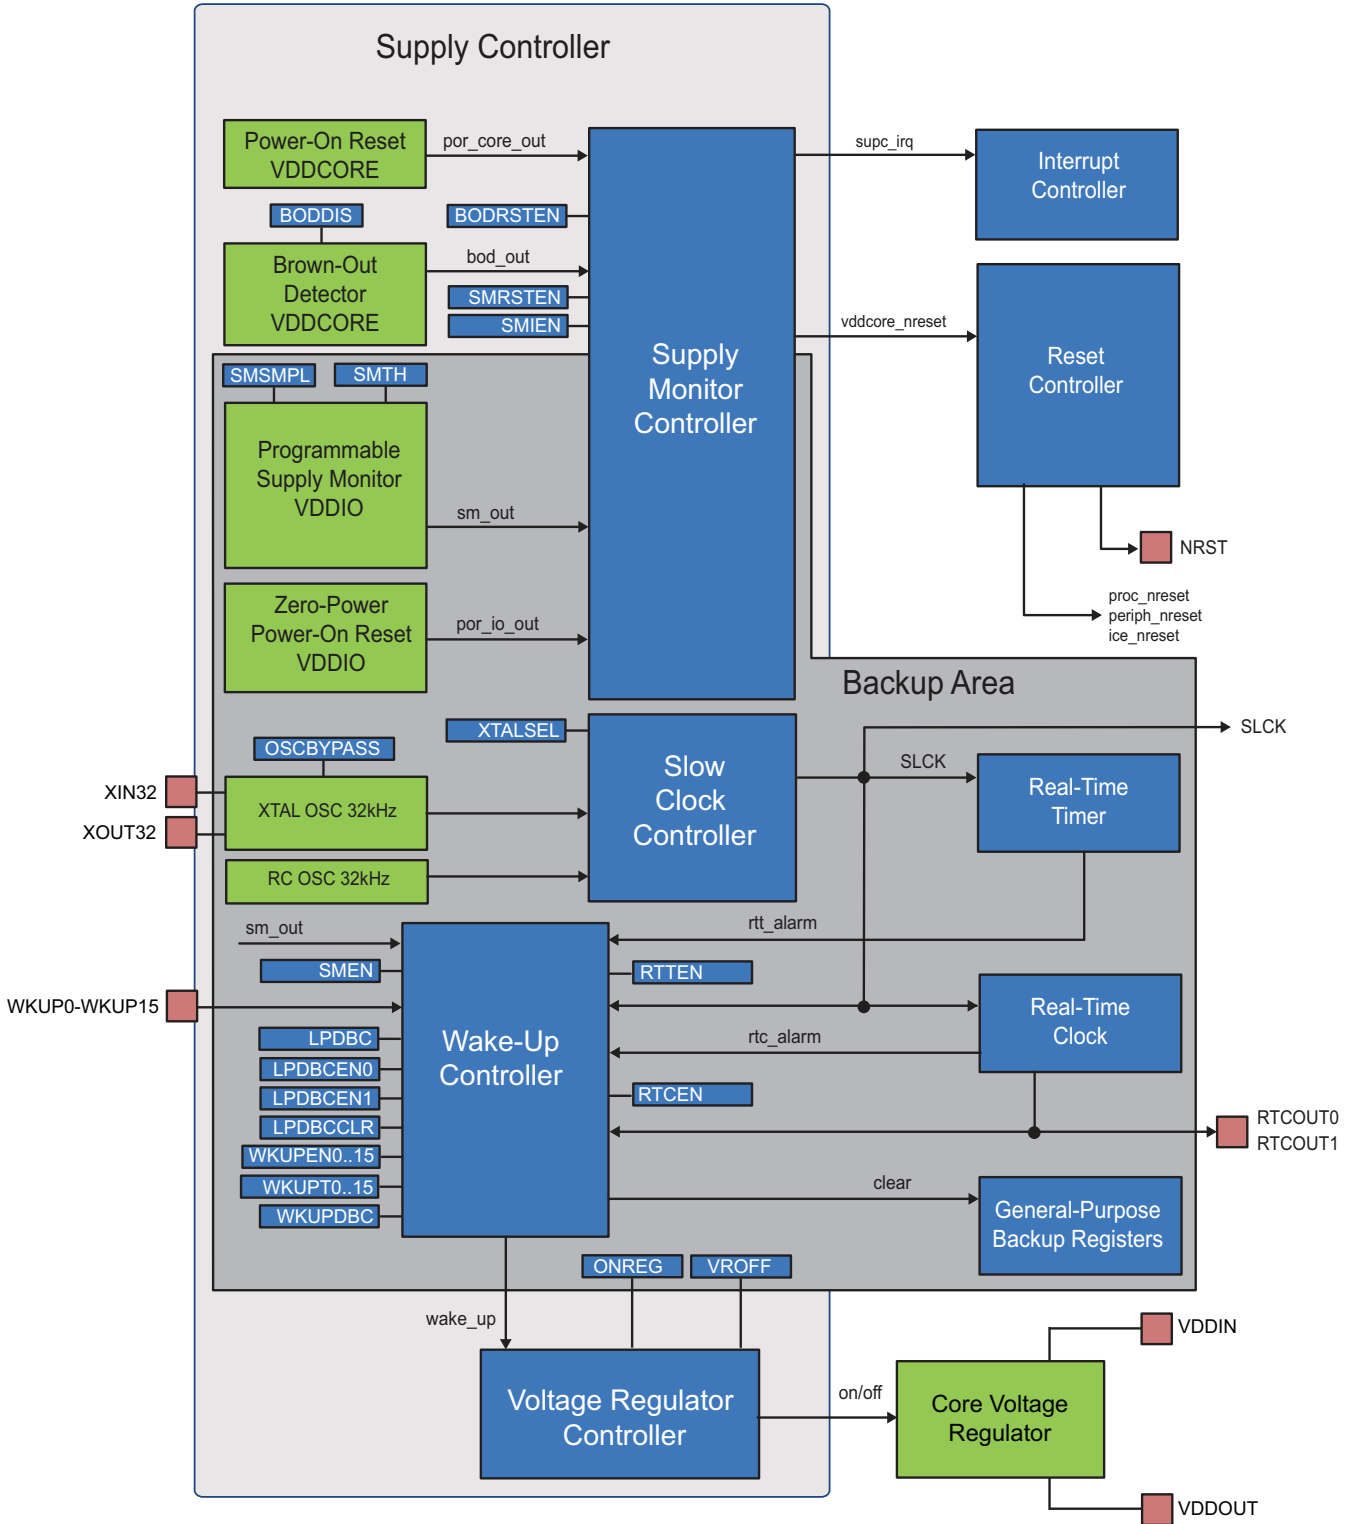 Supply Controller
Power-On Reset
VDDCORE
por_core_out
supc_irq
Interrupt
Controller
BODDIS
BODRSTEN
Brown-Out
Detector
VDDCORE
bod_out
SMRSTEN
SMIEN
vddcore_nreset
Reset
Controller
Supply
Monitor
Controller
SMSMPL
SMTH
Programmable
Supply Monitor
VDDIO
sm_out
NRST
proc_nreset
periph_nreset
ice_nreset
Zero-Power
Power-On Reset
VDDIO
por_io_out
Backup Area
XTALSEL
SLCK
OSCBYPASS
Slow
Clock
Controller
SLCK
Real-Time
Timer
XIN32
XTAL OSC 32kHz
XOUT32
RC OSC 32kHz
sm_out
rtt_alarm
SMEN
RTTEN
WKUP0-WKUP15
Real-Time
Clock
Wake-Up
Controller
LPDBC
rtc_alarm
LPDBCEN0
LPDBCEN1
RTCEN
LPDBCCLR
RTCOUT0
RTCOUT1
WKUPEN0..15
WKUPT0..15
clear
WKUPDBC
General-Purpose
Backup Registers
ONREG
VROFF
wake_up
VDDIN
Voltage Regulator
Controller
on/off
Core Voltage
Regulator
VDDOUT